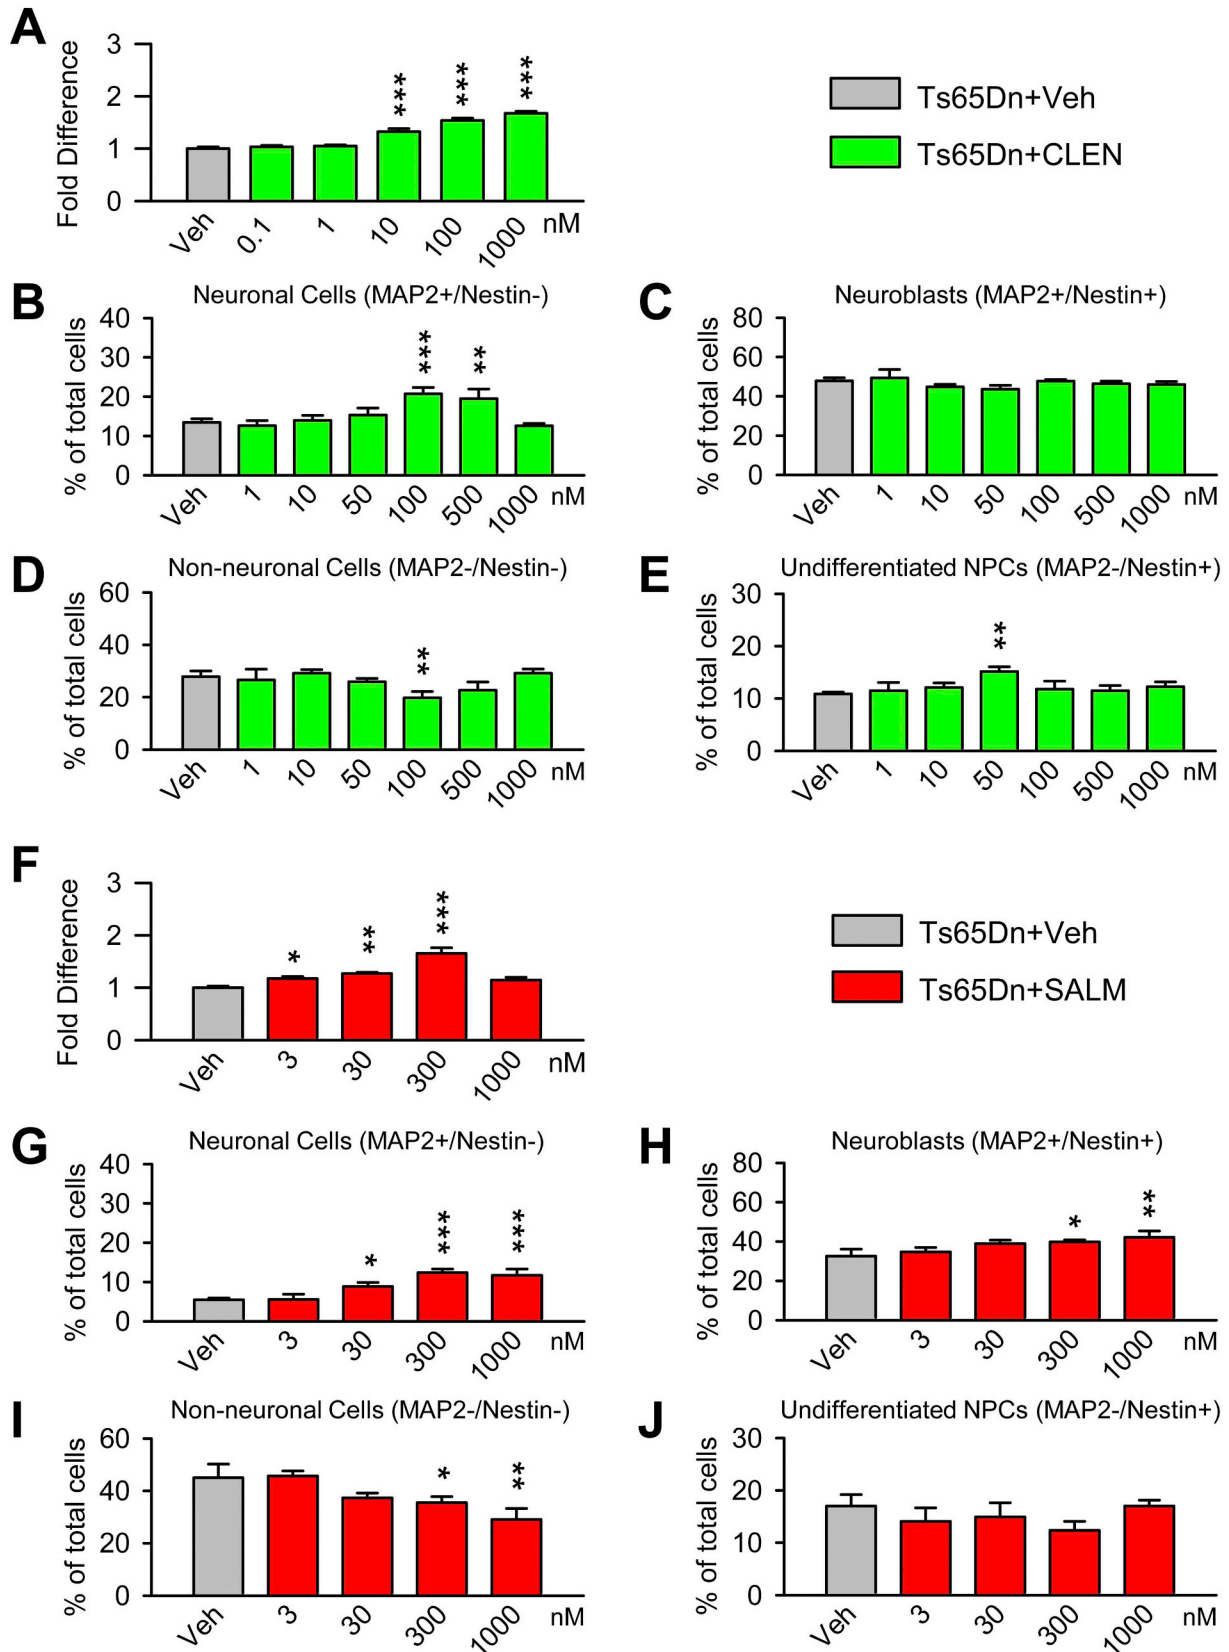 A
Fold Difference
3
2
1
0
***
***
***
Veh
0.1
1
10
100
1000
nM
Ts65Dn+Veh
Ts65Dn+CLEN
B
Neuronal Cells (MAP2+/Nestin-)
% of total cells
40
30
20
10
0
***
**
Veh
1
10
50
100
500
1000
nM
C
Neuroblasts (MAP2+/Nestin+)
% of total cells
80
60
40
20
0
Veh
1
10
50
100
500
1000
nM
D
Non-neuronal Cells (MAP2-/Nestin-)
% of total cells
60
40
20
0
**
Veh
1
10
50
100
500
1000
nM
E
Undifferentiated NPCs (MAP2-/Nestin+)
% of total cells
30
20
10
0
**
Veh
1
10
50
100
500
1000
nM
F
Fold Difference
3
2
1
0
*
**
***
Veh
3
30
300
1000
nM
Ts65Dn+Veh
Ts65Dn+SALM
G
Neuronal Cells (MAP2+/Nestin-)
% of total cells
40
30
20
10
0
*
***
***
Veh
3
30
300
1000
nM
H
Neuroblasts (MAP2+/Nestin+)
% of total cells
80
60
40
20
0
*
**
Veh
3
30
300
1000
nM
I
Non-neuronal Cells (MAP2-/Nestin-)
% of total cells
60
40
20
0
*
**
Veh
3
30
300
1000
nM
J
Undifferentiated NPCs (MAP2-/Nestin+)
% of total cells
30
20
10
0
Veh
3
30
300
1000
nM